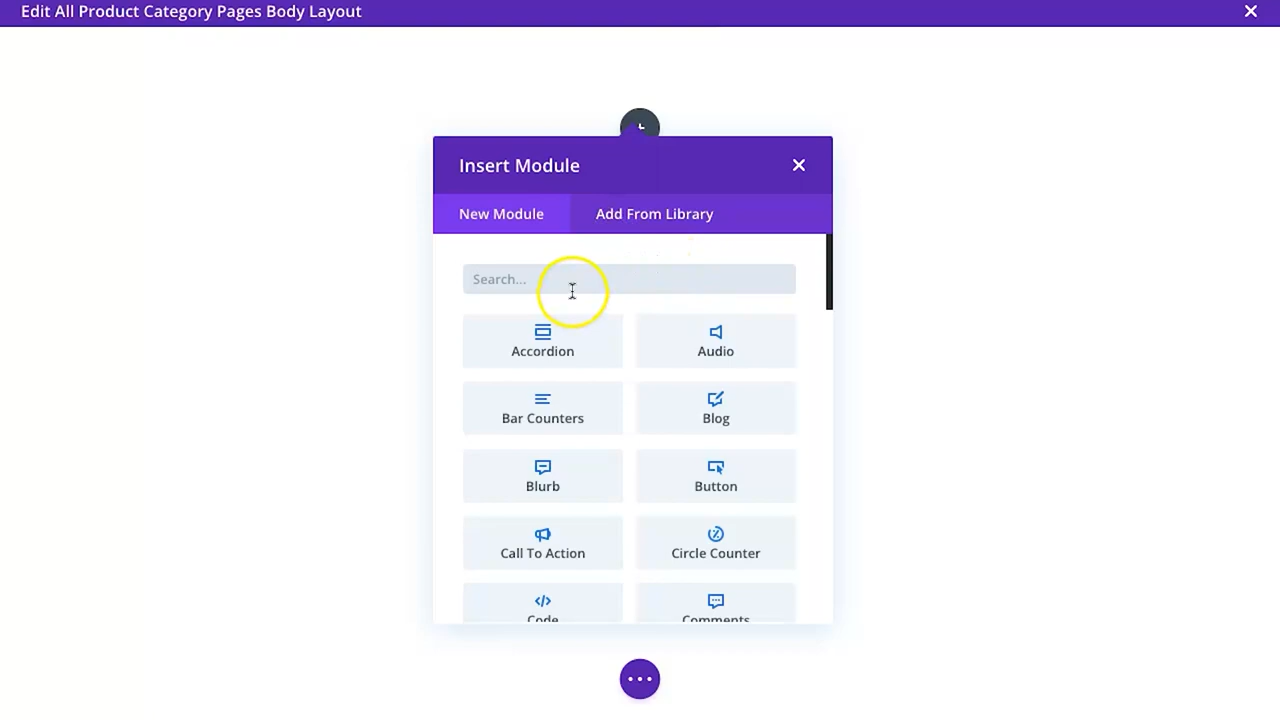 Edit All Product Category Pages Body Layout
Insert Module
New Module
Add From Library
Search...
Accordion
Audio
Bar Counters
Blog
Blurb
Button
Call To Action
Circle Counter
Code
Comments